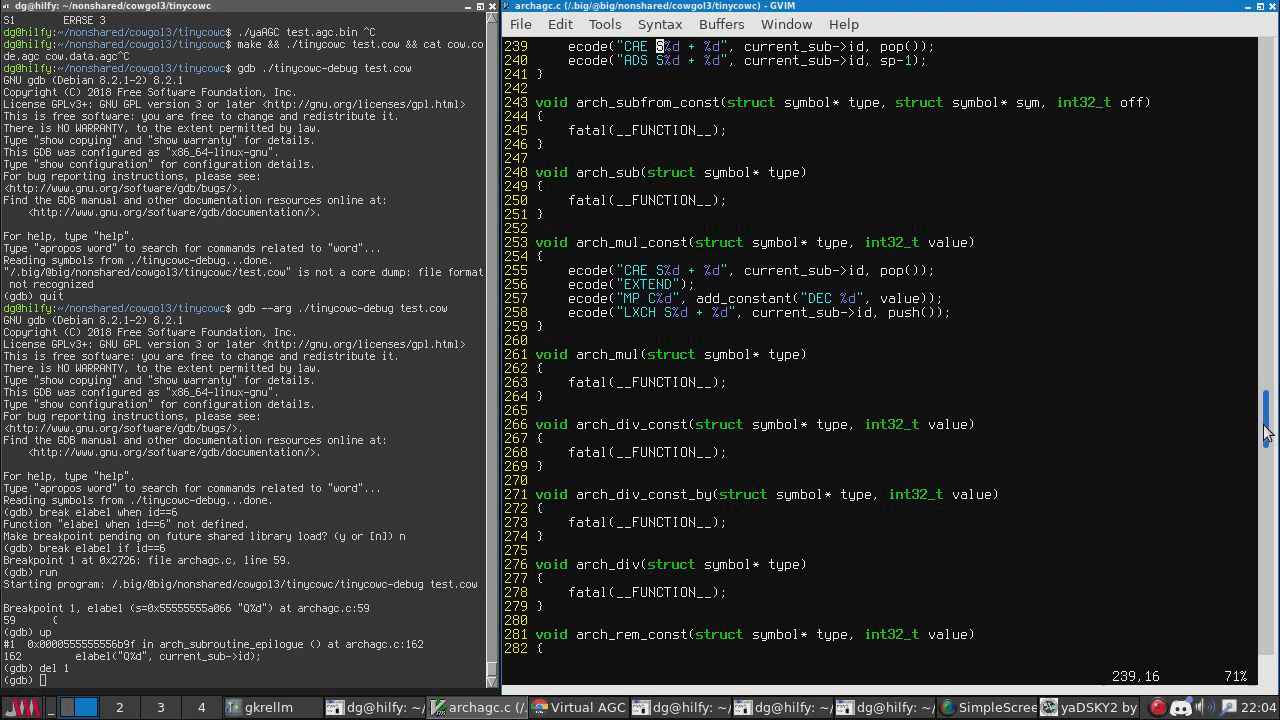 dg@hilfy: ~/nonshared/cowgol3/tinycowc
S1      ERASE 3
dg@hilfy:~/nonshared/cowgol3/tinycowc$ ./yaAGC test.agc.bin ^C
dg@hilfy:~/nonshared/cowgol3/tinycowc$ make && ./tinycowc test.cow && cat cow.co
de.agc cow.data.agc^C
dg@hilfy:~/nonshared/cowgol3/tinycowc$ gdb ./tinycowc-debug test.cow
GNU gdb (Debian 8.2.1-2) 8.2.1
Copyright (C) 2018 Free Software Foundation, Inc.
License GPLv3+: GNU GPL version 3 or later <http://gnu.org/licenses/gpl.html>
This is free software: you are free to change and redistribute it.
There is NO WARRANTY, to the extent permitted by law.
Type "show copying" and "show warranty" for details.
This GDB was configured as "x86_64-linux-gnu".
Type "show configuration" for configuration details.
For bug reporting instructions, please see:
<http://www.gnu.org/software/gdb/bugs/>.
Find the GDB manual and other documentation resources online at:
    <http://www.gnu.org/software/gdb/documentation/>.
For help, type "help".
Type "apropos word" to search for commands related to "word"...
Reading symbols from ./tinycowc-debug...done.
"/.big/@big/nonshared/cowgol3/tinycowc/test.cow" is not a core dump: file format
 not recognized
(gdb) quit
dg@hilfy:~/nonshared/cowgol3/tinycowc$ gdb --arg ./tinycowc-debug test.cow
GNU gdb (Debian 8.2.1-2) 8.2.1
Copyright (C) 2018 Free Software Foundation, Inc.
License GPLv3+: GNU GPL version 3 or later <http://gnu.org/licenses/gpl.html>
This is free software: you are free to change and redistribute it.
There is NO WARRANTY, to the extent permitted by law.
Type "show copying" and "show warranty" for details.
This GDB was configured as "x86_64-linux-gnu".
Type "show configuration" for configuration details.
For bug reporting instructions, please see:
<http://www.gnu.org/software/gdb/bugs/>.
Find the GDB manual and other documentation resources online at:
    <http://www.gnu.org/software/gdb/documentation/>.
For help, type "help".
Type "apropos word" to search for commands related to "word"...
Reading symbols from ./tinycowc-debug...done.
(gdb) break elabel when id==6
Function "elabel when id==6" not defined.
Make breakpoint pending on future shared library load? (y or [n]) n
(gdb) break elabel if id==6
Breakpoint 1 at 0x2726: file archagc.c, line 59.
(gdb) run
Starting program: /.big/@big/nonshared/cowgol3/tinycowc/tinycowc-debug test.cow
Breakpoint 1, elabel (s=0x55555555a066 "Q%d") at archagc.c:59
59      {
(gdb) up
#1  0x0000555555556b9f in arch_subroutine_epilogue () at archagc.c:162
162         elabel("Q%d", current_sub->id);
(gdb) del 1
(gdb)
archagc.c (/.big/@big/nonshared/cowgol3/tinycowc) - GVIM
File Edit Tools Syntax Buffers Window Help
239     ecode("CAE S%d + %d", current_sub->id, pop());
240     ecode("ADS S%d + %d", current_sub->id, sp-1);
241 }
242
243 void arch_subfrom_const(struct symbol* type, struct symbol* sym, int32_t off)
244 {
245     fatal(__FUNCTION__);
246 }
247
248 void arch_sub(struct symbol* type)
249 {
250     fatal(__FUNCTION__);
251 }
252
253 void arch_mul_const(struct symbol* type, int32_t value)
254 {
255     ecode("CAE S%d + %d", current_sub->id, pop());
256     ecode("EXTEND");
257     ecode("MP C%d", add_constant("DEC %d", value));
258     ecode("LXCH S%d + %d", current_sub->id, push());
259 }
260
261 void arch_mul(struct symbol* type)
262 {
263     fatal(__FUNCTION__);
264 }
265
266 void arch_div_const(struct symbol* type, int32_t value)
267 {
268     fatal(__FUNCTION__);
269 }
270
271 void arch_div_const_by(struct symbol* type, int32_t value)
272 {
273     fatal(__FUNCTION__);
274 }
275
276 void arch_div(struct symbol* type)
277 {
278     fatal(__FUNCTION__);
279 }
280
281 void arch_rem_const(struct symbol* type, int32_t value)
282 {
239,16 71%
2 3 4 gkrellm dg@hilfy: ~/ archagc.c (/. Virtual AGC dg@hilfy: ~/ dg@hilfy: ~/ dg@hilfy: ~/ SimpleScree yaDSKY2 by 22:04